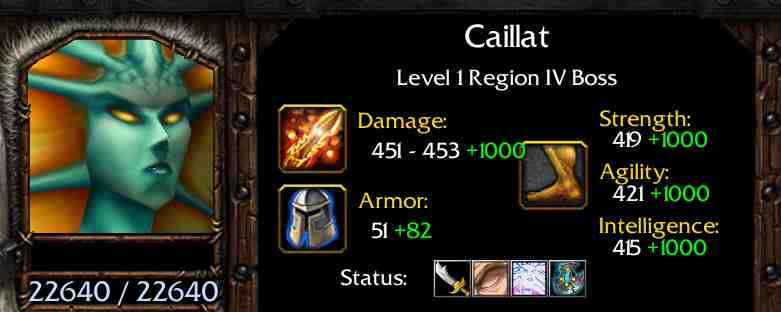 Caillat
Level 1 Region IV Boss
Damage:
451 - 453 +1000
Armor:
51 +82
Strength:
419 +1000
Agility:
421 +1000
Intelligence:
415 +1000
Status:
22640 / 22640